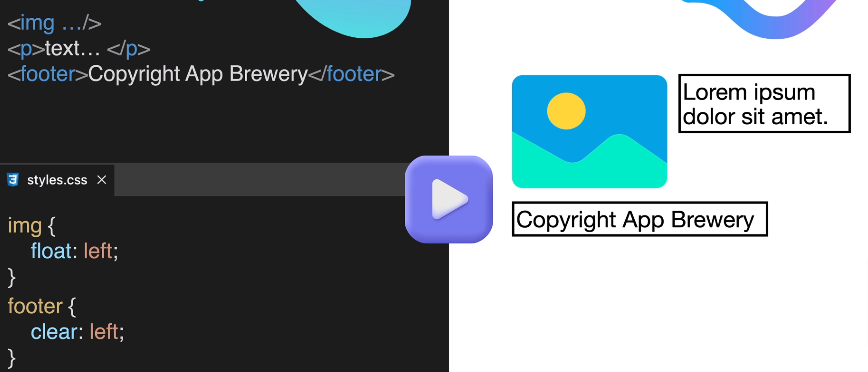 <img …/>
<p>text… </p>
<footer>Copyright App Brewery</footer>
styles.css
img {
float: left;
}
footer {
clear: left;
}
Lorem ipsum
dolor sit amet.
Copyright App Brewery